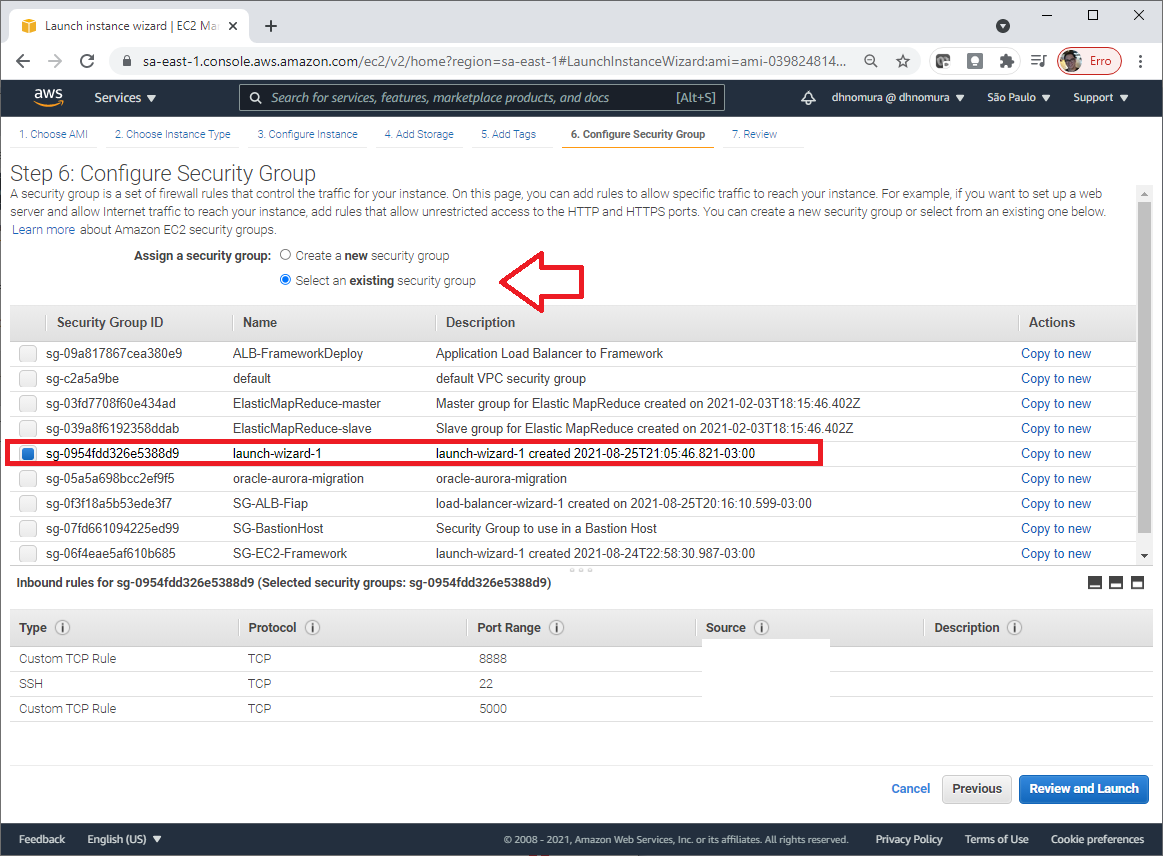 Launch instance wizard | EC2 Ma
sa-east-1.console.aws.amazon.com/ec2/v2/home?region=sa-east-1#LaunchInstanceWizard:ami=ami-039824814... Erro
aws Services Search for services, features, marketplace products, and docs [Alt+S] dhnomura @ dhnomura São Paulo Support
1. Choose AMI 2. Choose Instance Type 3. Configure Instance 4. Add Storage 5. Add Tags 6. Configure Security Group 7. Review
Step 6: Configure Security Group
A security group is a set of firewall rules that control the traffic for your instance. On this page, you can add rules to allow specific traffic to reach your instance. For example, if you want to set up a web
server and allow Internet traffic to reach your instance, add rules that allow unrestricted access to the HTTP and HTTPS ports. You can create a new security group or select from an existing one below.
Learn more about Amazon EC2 security groups.
Assign a security group: Create a new security group
Select an existing security group
Security Group ID Name Description Actions
sg-09a817867cea380e9 ALB-FrameworkDeploy Application Load Balancer to Framework Copy to new
sg-c2a5a9be default default VPC security group Copy to new
sg-03fd7708f60e434ad ElasticMapReduce-master Master group for Elastic MapReduce created on 2021-02-03T18:15:46.402Z Copy to new
sg-039a8f6192358ddab ElasticMapReduce-slave Slave group for Elastic MapReduce created on 2021-02-03T18:15:46.402Z Copy to new
sg-0954fdd326e5388d9 launch-wizard-1 launch-wizard-1 created 2021-08-25T21:05:46.821-03:00 Copy to new
sg-05a5a698bcc2ef9f5 oracle-aurora-migration oracle-aurora-migration Copy to new
sg-0f3f18a5b53ede3f7 SG-ALB-Fiap load-balancer-wizard-1 created on 2021-08-25T20:16:10.599-03:00 Copy to new
sg-07fd661094225ed99 SG-BastionHost Security Group to use in a Bastion Host Copy to new
sg-06f4eae5af610b685 SG-EC2-Framework launch-wizard-1 created 2021-08-24T22:58:30.987-03:00 Copy to new
Inbound rules for sg-0954fdd326e5388d9 (Selected security groups: sg-0954fdd326e5388d9)
Type Protocol Port Range Source Description
Custom TCP Rule TCP 8888
SSH TCP 22
Custom TCP Rule TCP 5000
Cancel Previous Review and Launch
Feedback English (US) © 2008 - 2021, Amazon Web Services, Inc. or its affiliates. All rights reserved. Privacy Policy Terms of Use Cookie preferences